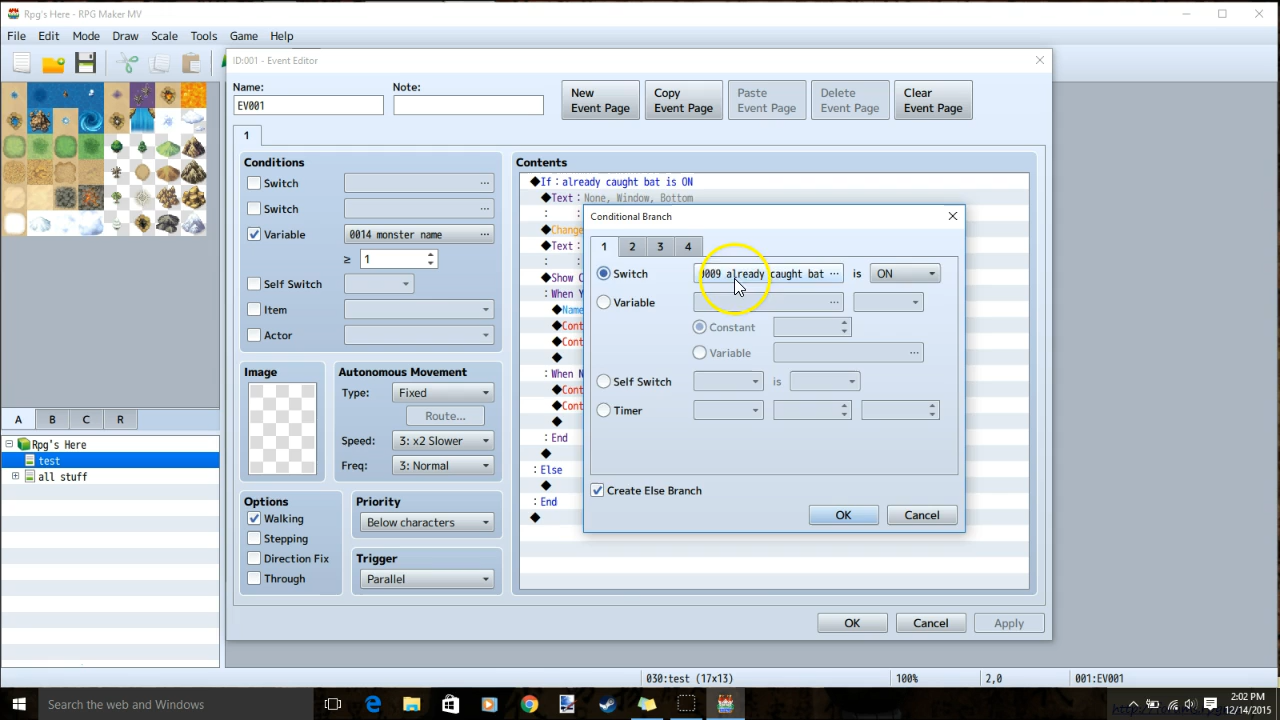 Rpg's Here - RPG Maker MV
File Edit Mode Draw Scale Tools Game Help
ID:001 - Event Editor
Name: Note:
EV001
New Event Page
Copy Event Page
Paste Event Page
Delete Event Page
Clear Event Page
1
Conditions
Switch
Switch
Variable 0014 monster name ...
≥ 1
Self Switch
Item
Actor
Image
Autonomous Movement
Type: Fixed
Route...
Speed: 3: x2 Slower
Freq: 3: Normal
Options
Walking
Stepping
Direction Fix
Through
Priority
Below characters
Trigger
Parallel
Contents
◆If : already caught bat is ON
◆Text : None, Window, Bottom
: :
◆Change
◆Text :
: :
◆Show C
: When Y
◆Name
◆Cont
◆Cont
◆
: When N
◆Cont
◆Cont
◆
: End
◆
: Else
◆
: End
◆
Conditional Branch
1 2 3 4
Switch 0009 already caught bat ... is ON
Variable
Constant
Variable
Self Switch is
Timer
Create Else Branch
OK Cancel
OK Cancel Apply
A B C R
Rpg's Here
test
all stuff
030:test (17x13) 100% 2,0 001:EV001
Search the web and Windows
2:02 PM
12/14/2015